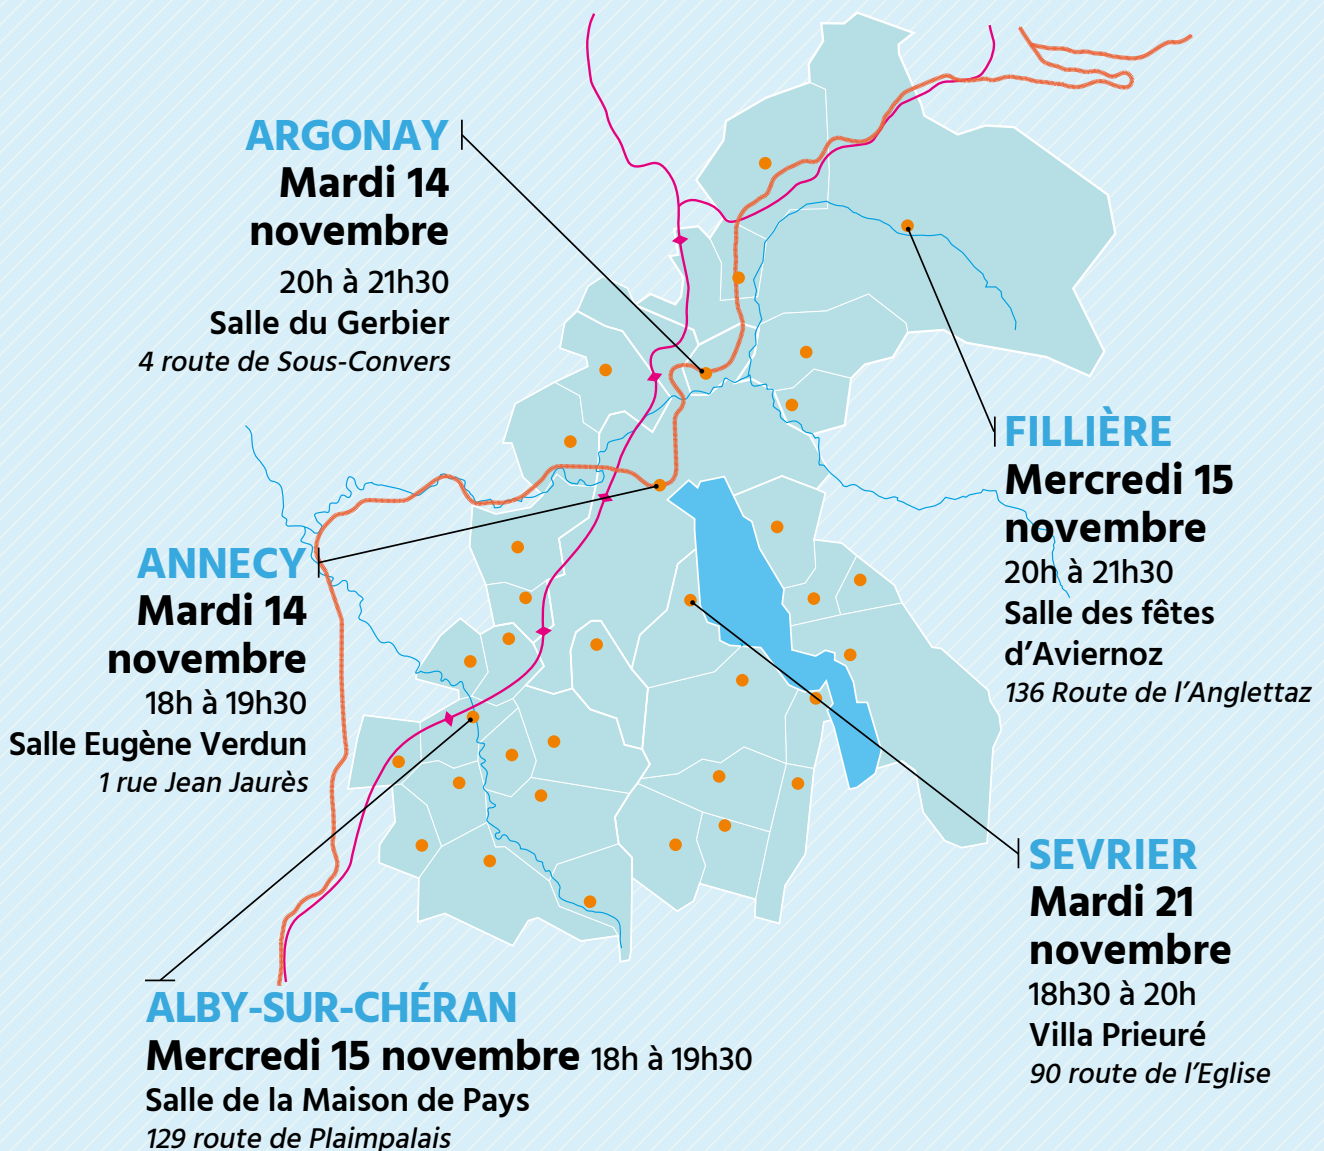 ARGONAY
Mardi 14
novembre
20h à 21h30
Salle du Gerbier
4 route de Sous-Convers
FILLIÈRE
Mercredi 15
novembre
20h à 21h30
Salle des fêtes
d’Aviernoz
136 Route de l’Anglettaz
ANNECY
Mardi 14
novembre
18h à 19h30
Salle Eugène Verdun
1 rue Jean Jaurès
SEVRIER
Mardi 21
novembre
18h30 à 20h
Villa Prieuré
90 route de l’Eglise
ALBY-SUR-CHÉRAN
Mercredi 15 novembre 18h à 19h30
Salle de la Maison de Pays
129 route de Plaimpalais